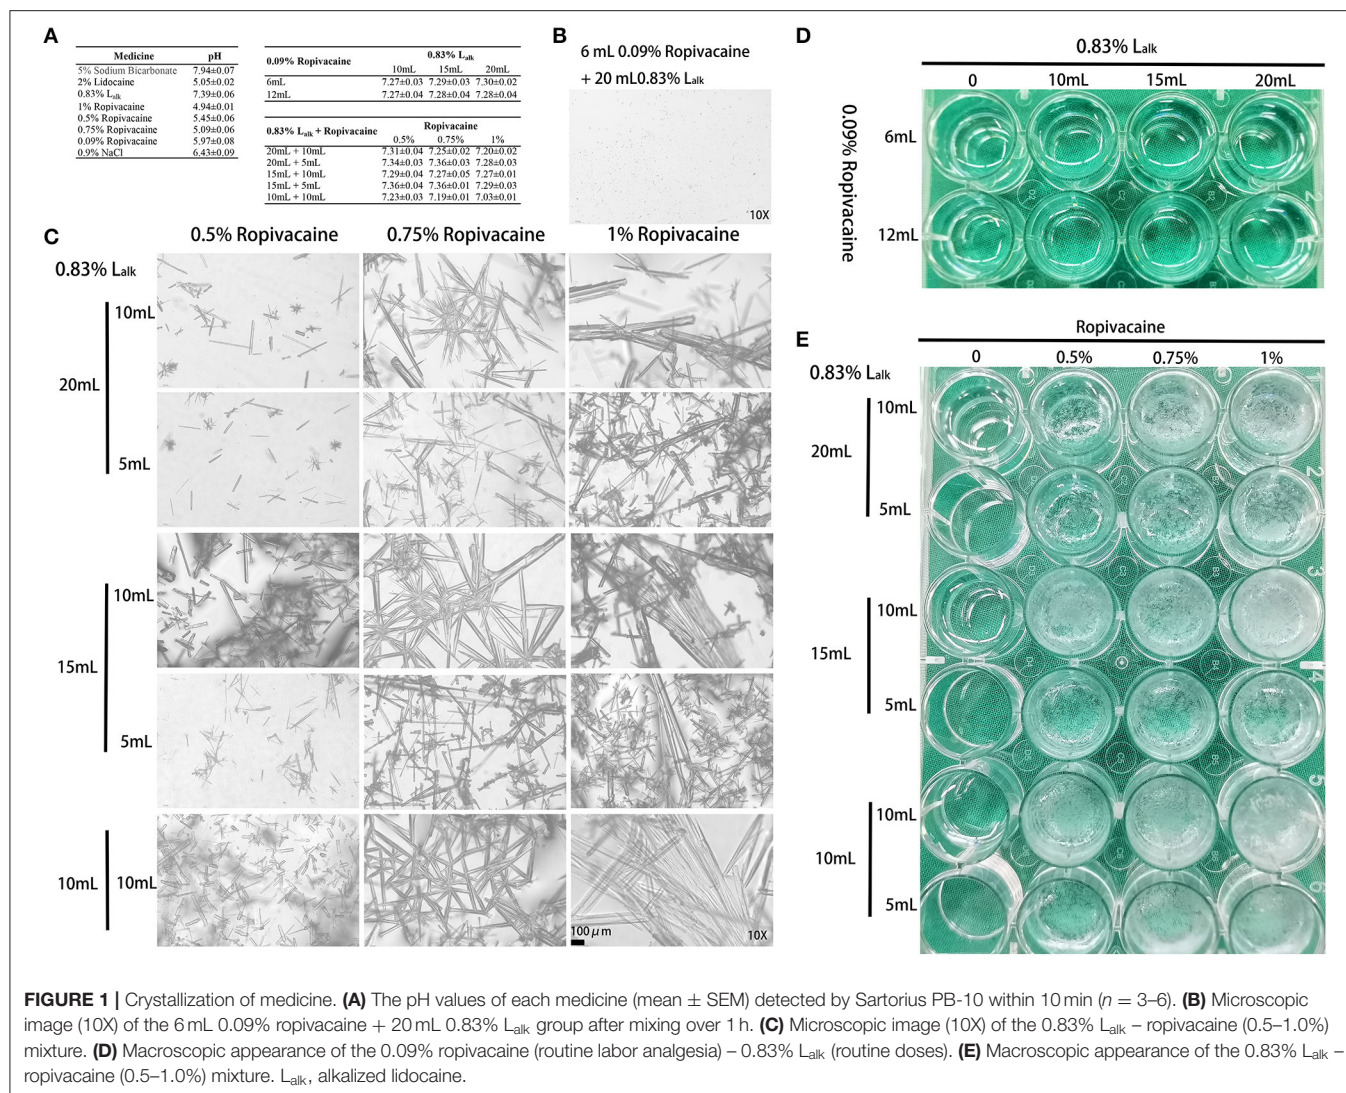 A
Medicine pH
5% Sodium Bicarbonate 7.94±0.07
2% Lidocaine 5.05±0.02
0.83% Lalk 7.39±0.06
1% Ropivacaine 4.94±0.01
0.5% Ropivacaine 5.45±0.06
0.75% Ropivacaine 5.09±0.06
0.09% Ropivacaine 5.97±0.08
0.9% NaCl 6.43±0.09
0.09% Ropivacaine 0.83% Lalk
10mL 15mL 20mL
6mL 7.27±0.03 7.29±0.03 7.30±0.02
12mL 7.27±0.04 7.28±0.04 7.28±0.04
0.83% Lalk + Ropivacaine Ropivacaine
0.5% 0.75% 1%
20mL + 10mL 7.31±0.04 7.25±0.02 7.20±0.02
20mL + 5mL 7.34±0.03 7.36±0.03 7.28±0.03
15mL + 10mL 7.29±0.04 7.27±0.05 7.27±0.01
15mL + 5mL 7.36±0.04 7.36±0.01 7.29±0.03
10mL + 10mL 7.23±0.03 7.19±0.01 7.03±0.01
B
6 mL 0.09% Ropivacaine
+ 20 mL0.83% Lalk
10X
C
0.5% Ropivacaine 0.75% Ropivacaine 1% Ropivacaine
0.83% Lalk
10mL
20mL
5mL
10mL
15mL
5mL
10mL 10mL
100μm
10X
D
0.83% Lalk
0 10mL 15mL 20mL
0.09% Ropivacaine
6mL
12mL
E
Ropivacaine
0 0.5% 0.75% 1%
0.83% Lalk
10mL
20mL
5mL
10mL
15mL
5mL
10mL
10mL
5mL
FIGURE 1 | Crystallization of medicine. (A) The pH values of each medicine (mean ± SEM) detected by Sartorius PB-10 within 10 min (n = 3–6). (B) Microscopic
image (10X) of the 6 mL 0.09% ropivacaine + 20 mL 0.83% Lalk group after mixing over 1 h. (C) Microscopic image (10X) of the 0.83% Lalk – ropivacaine (0.5–1.0%)
mixture. (D) Macroscopic appearance of the 0.09% ropivacaine (routine labor analgesia) – 0.83% Lalk (routine doses). (E) Macroscopic appearance of the 0.83% Lalk –
ropivacaine (0.5–1.0%) mixture. Lalk, alkalized lidocaine.